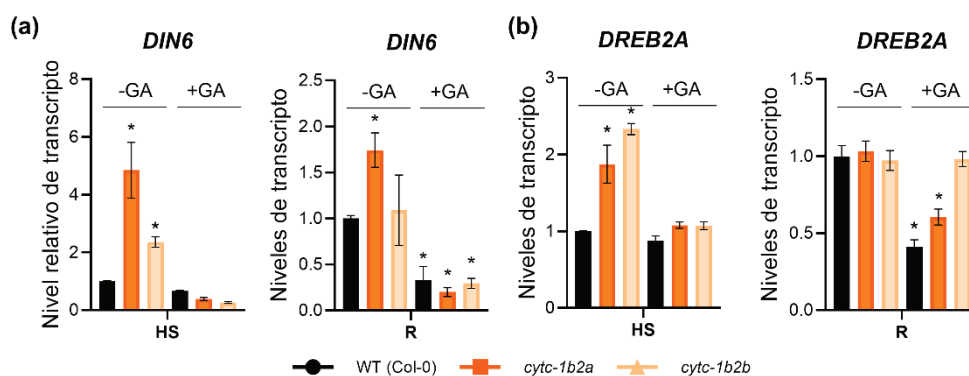 (a)
DIN6
Nivel relativo de transcripto
8
6
4
2
0
-GA
+GA
*
*
HS
DIN6
Niveles de transcripto
2.5
2.0
1.5
1.0
0.5
0.0
-GA
+GA
*
*
*
*
R
(b)
DREB2A
Niveles de transcripto
3
2
1
0
-GA
+GA
*
*
HS
DREB2A
Niveles de transcripto
1.5
1.0
0.5
0.0
-GA
+GA
*
*
R
WT (Col-0)
cytc-1b2a
cytc-1b2b